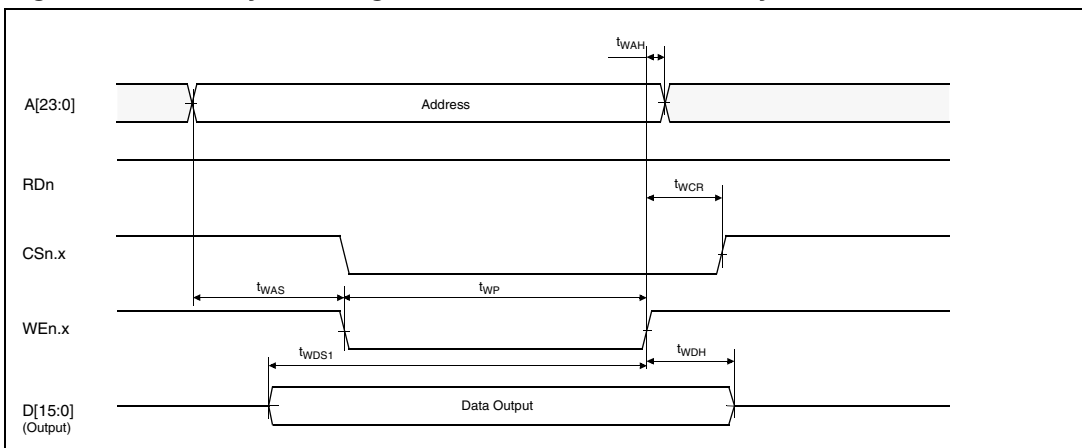 tWAH
A[23:0]
Address
RDn
tWCR
CSn.x
tWAS
tWP
WEn.x
tWDS1
tWDH
D[15:0]
(Output)
Data Output